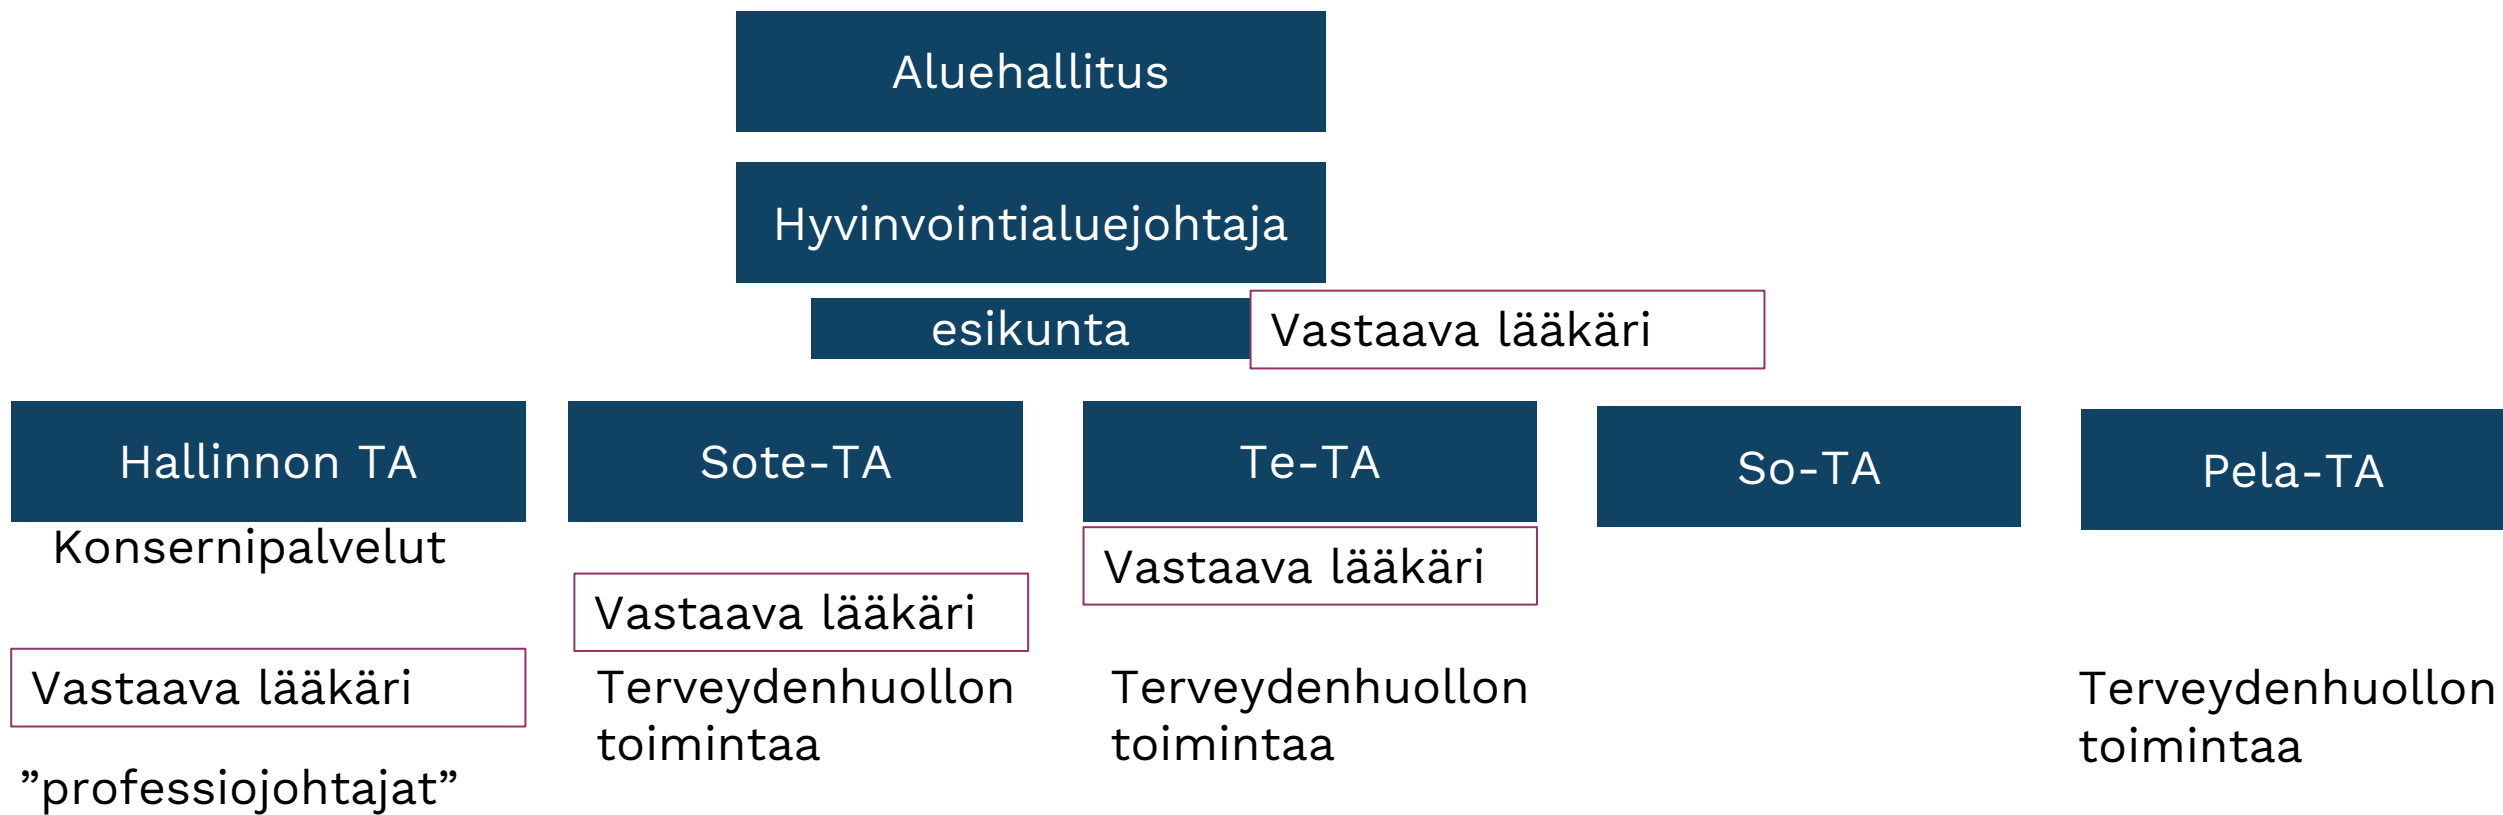 Aluehallitus
Hyvinvointialuejohtaja
esikunta
Vastaava lääkäri
Hallinnon TA
Sote-TA
Te-TA
So-TA
Pela-TA
Konsernipalvelut
Vastaava lääkäri
Vastaava lääkäri
Vastaava lääkäri
Terveydenhuollon
toimintaa
Terveydenhuollon
toimintaa
Terveydenhuollon
toimintaa
”professiojohtajat”